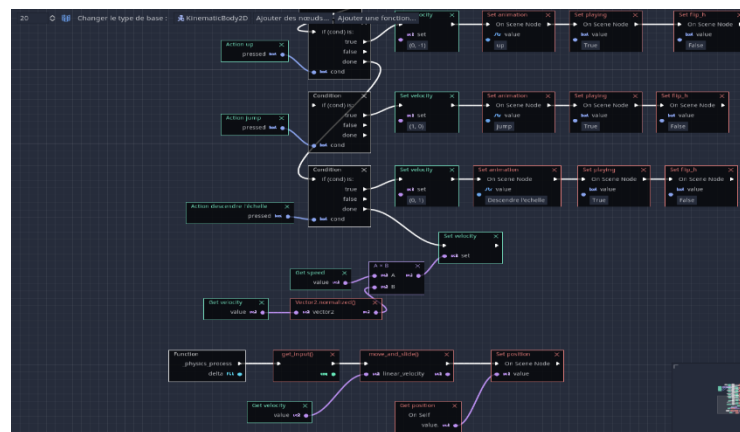 20 Changer le type de base : KinematicBody2D Ajouter des nœuds... Ajouter une fonction...
if (cond) is:
true
false
done
cond
Action up
pressed
Set velocity
set
(0, -1)
Set animation
On Scene Node
value
up
Set playing
On Scene Node
value
True
Set flip_h
On Scene Node
value
False
Condition
if (cond) is:
true
false
done
cond
Action jump
pressed
Set velocity
set
(1, 0)
Set animation
On Scene Node
value
jump
Set playing
On Scene Node
value
True
Set flip_h
On Scene Node
value
False
Condition
if (cond) is:
true
false
done
cond
Action descendre l'échelle
pressed
Set velocity
set
(0, 1)
Set animation
On Scene Node
value
Descendre l'échelle
Set playing
On Scene Node
value
True
Set flip_h
On Scene Node
value
False
Set velocity
set
A × B
A
B
Get speed
value
Get velocity
value
Vector2.normalized()
vector2
Function
_physics_process
delta
get_input()
move_and_slide()
linear_velocity
Set position
On Scene Node
value
Get velocity
value
Get position
On Self
value